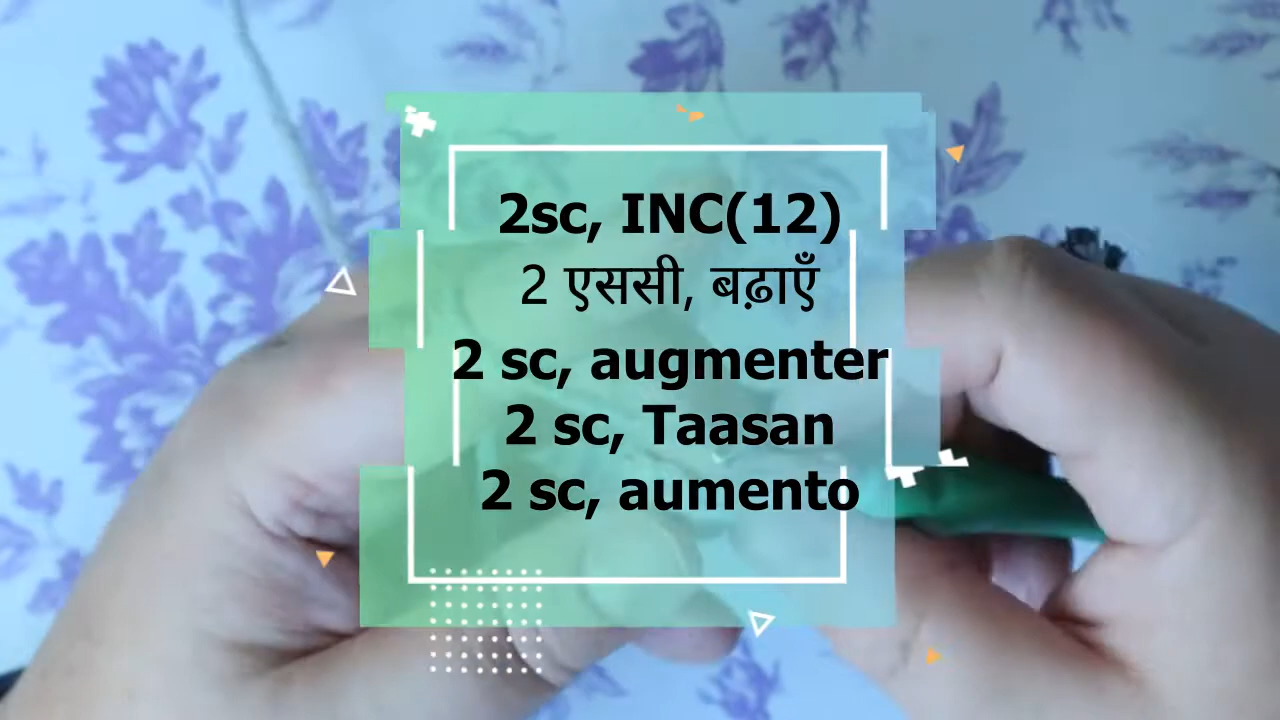 2sc, INC(12)
2 एससी, बढ़ाएँ
2 sc, augmenter
2 sc, Taasan
2 sc, aumento